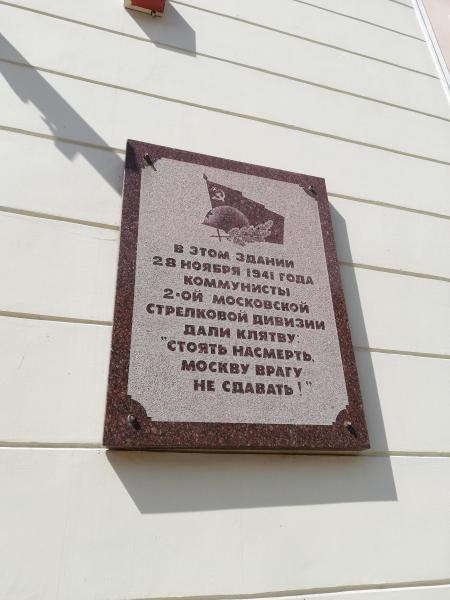 В ЭТОМ ЗДАНИИ
28 НОЯБРЯ 1941 ГОДА
КОММУНИСТЫ
2-ОЙ МОСКОВСКОЙ
СТРЕЛКОВОЙ ДИВИЗИИ
ДАЛИ КЛЯТВУ:
"СТОЯТЬ НАСМЕРТЬ,
МОСКВУ ВРАГУ
НЕ СДАВАТЬ!"